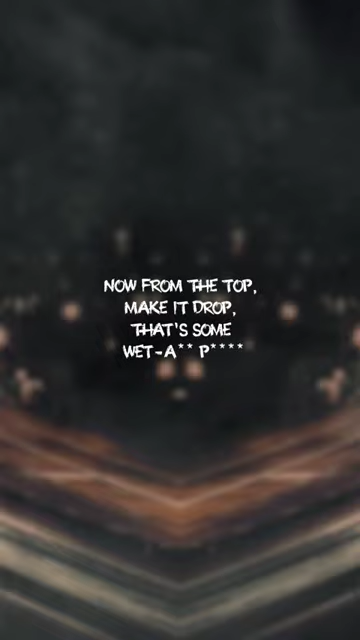 NOW FROM THE TOP,
MAKE IT DROP,
THAT'S SOME
WET-A** P****